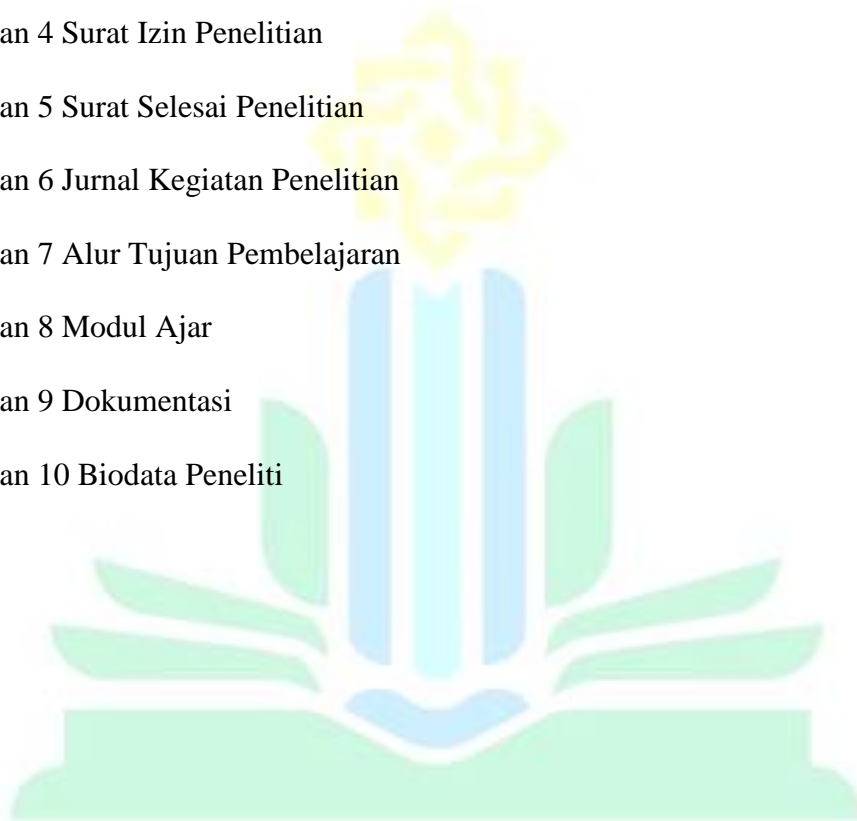 an 4 Surat Izin Penelitian
an 5 Surat Selesai Penelitian
an 6 Jurnal Kegiatan Penelitian
an 7 Alur Tujuan Pembelajaran
an 8 Modul Ajar
an 9 Dokumentasi
an 10 Biodata Peneliti